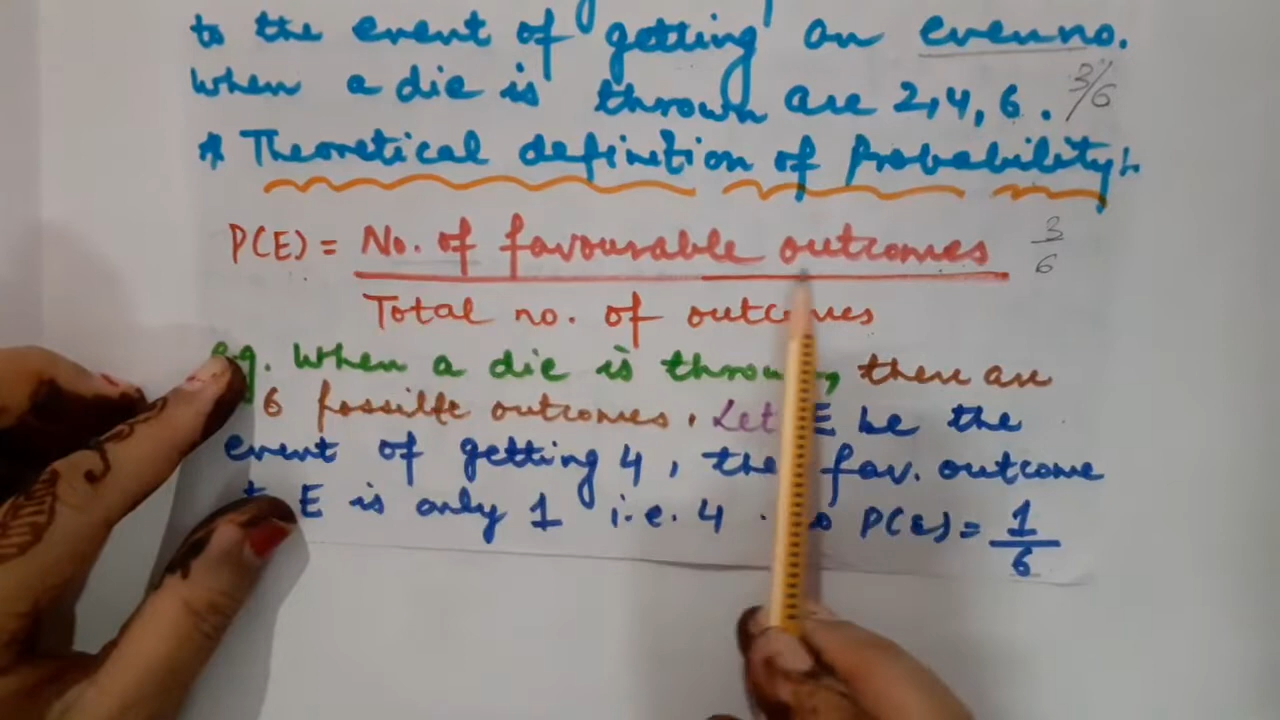 to the event of getting an even no.
when a die is thrown are 2, 4, 6. 3/6
* Theoretical definition of Probability:-
P(E) = No. of favourable outcomes 3
6
Total no. of outcomes
eg. When a die is thrown, there are
6 possible outcomes. Let E be the
event of getting 4, the fav. outcome
E is only 1 i.e. 4. P(E) = 1
6